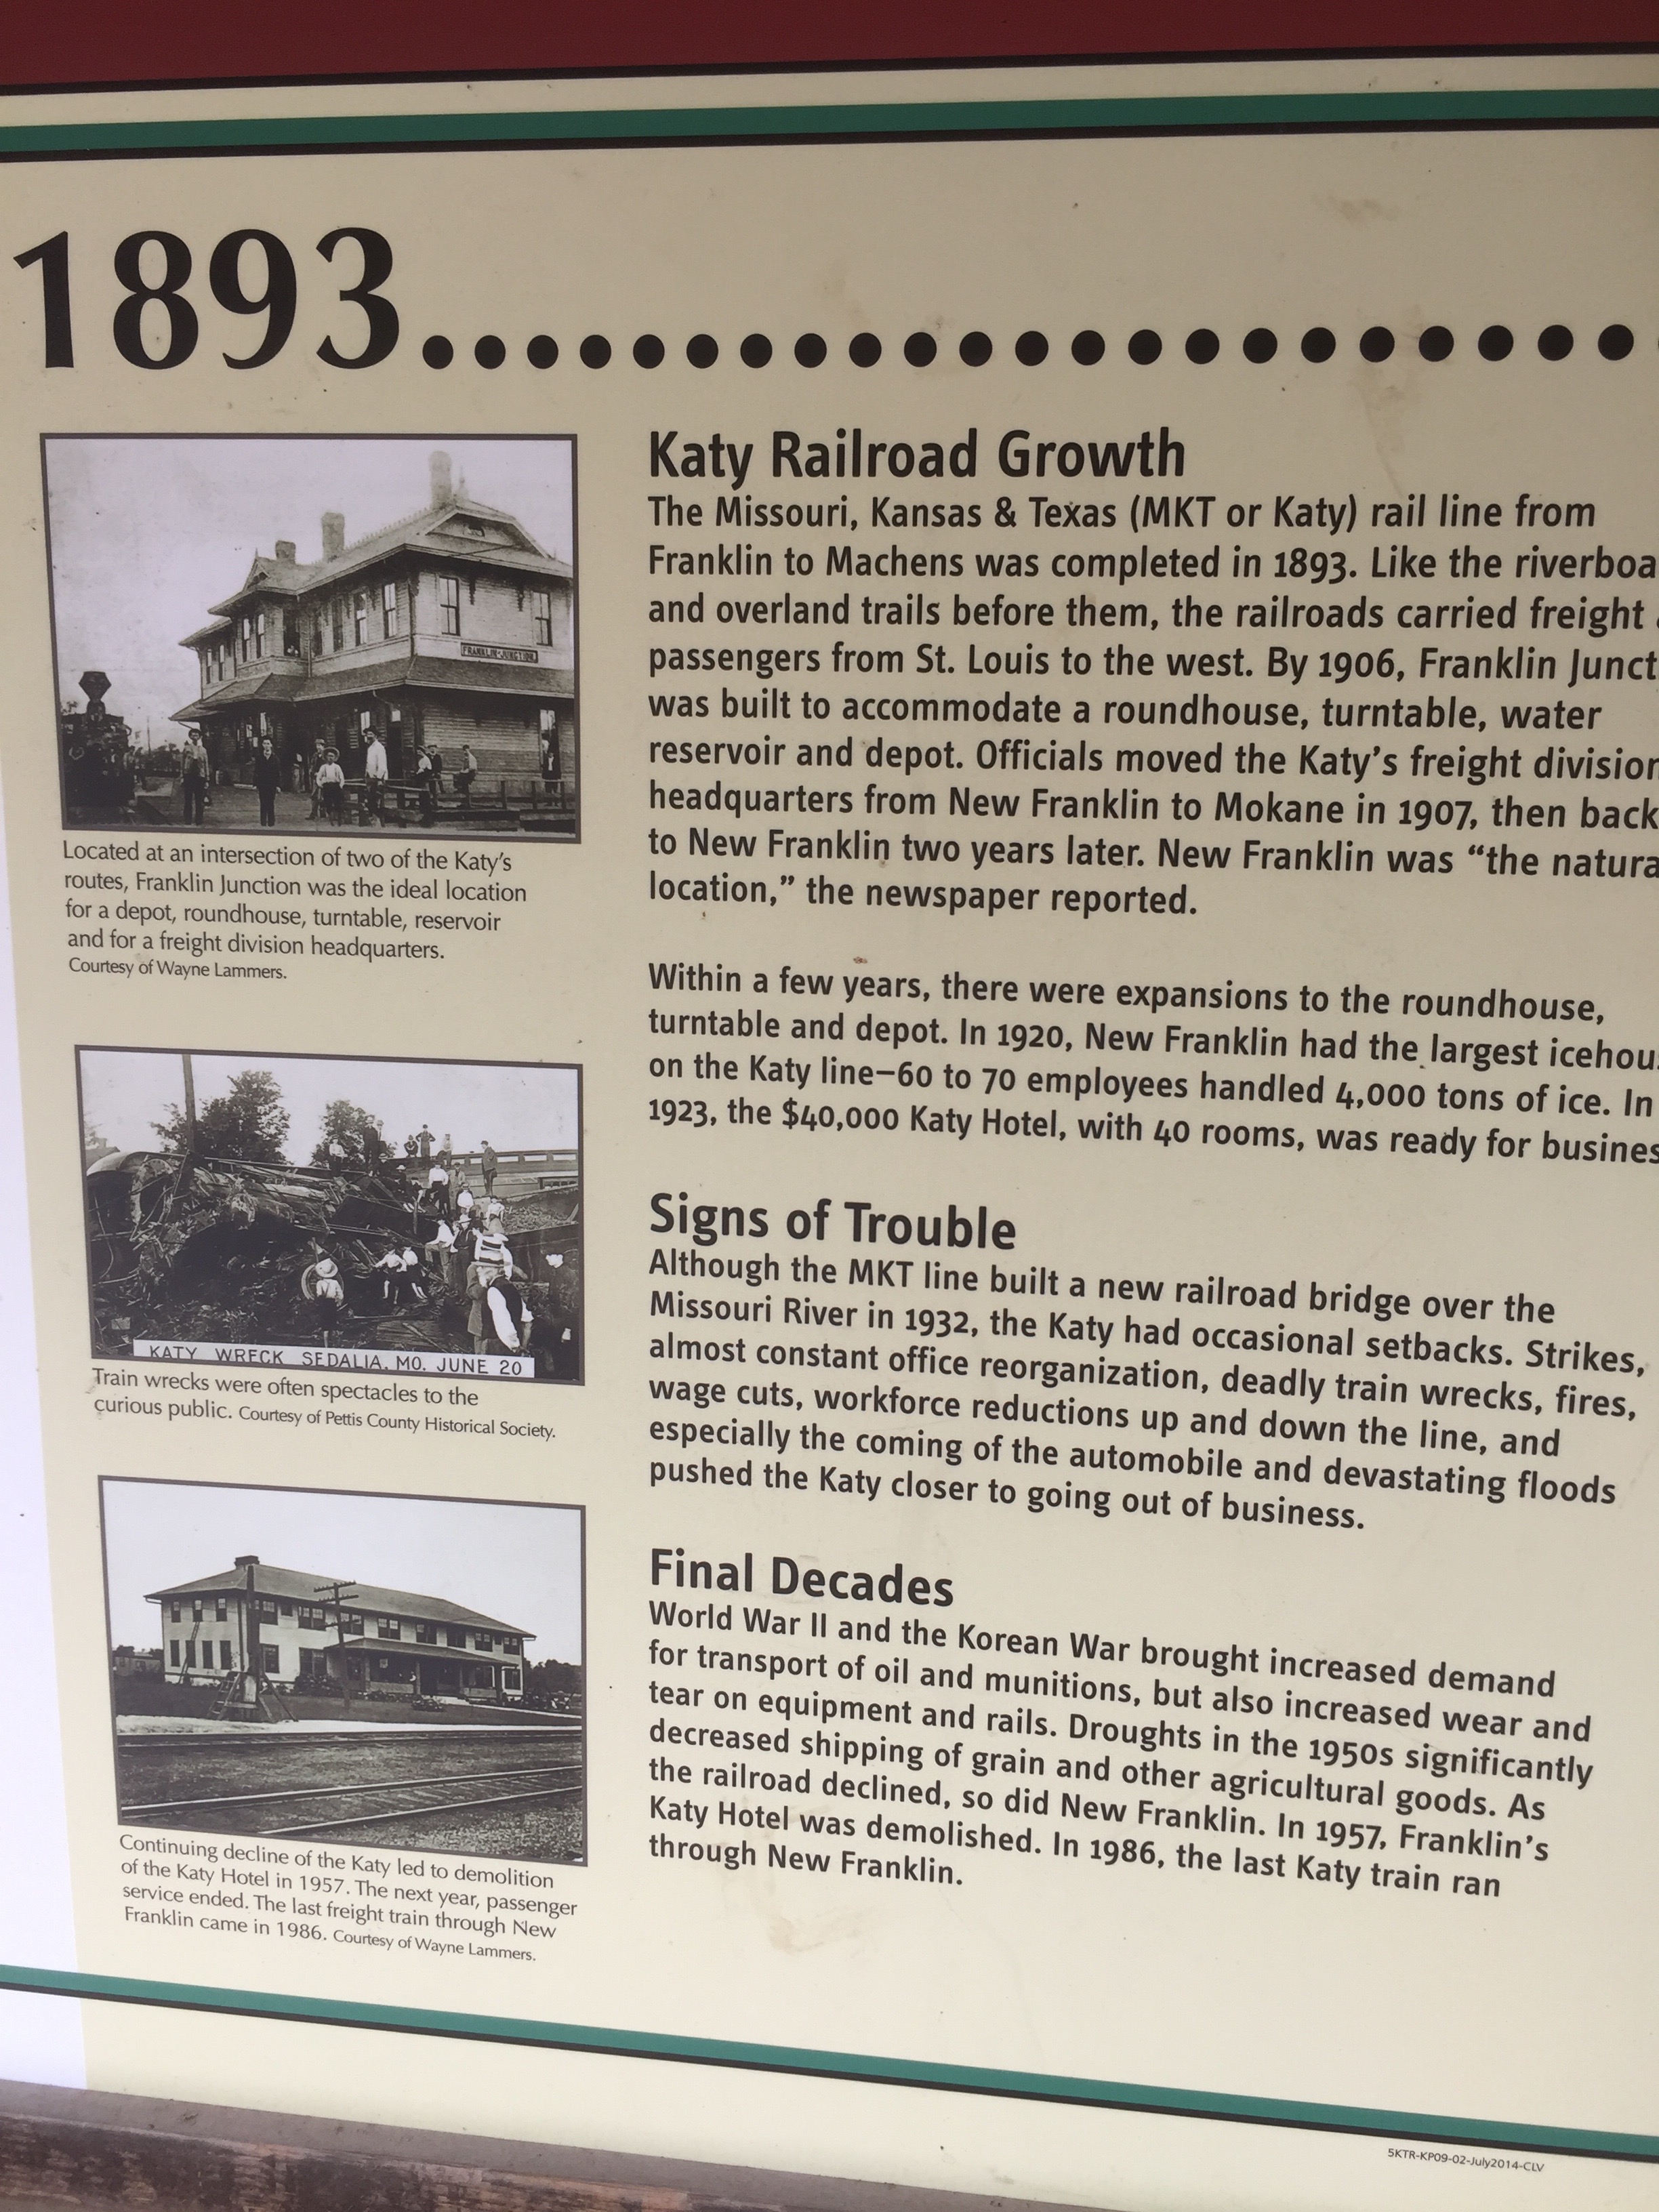 1893
FRANKLIN JUNCTION
Located at an intersection of two of the Katy's
routes, Franklin Junction was the ideal location
for a depot, roundhouse, turntable, reservoir
and for a freight division headquarters.
Courtesy of Wayne Lammers.
KATY WRECK SEDALIA, MO. JUNE 20
Train wrecks were often spectacles to the
curious public. Courtesy of Pettis County Historical Society.
Continuing decline of the Katy led to demolition
of the Katy Hotel in 1957. The next year, passenger
service ended. The last freight train through New
Franklin came in 1986. Courtesy of Wayne Lammers.
Katy Railroad Growth
The Missouri, Kansas & Texas (MKT or Katy) rail line from
Franklin to Machens was completed in 1893. Like the riverboa
and overland trails before them, the railroads carried freight
passengers from St. Louis to the west. By 1906, Franklin Junct
was built to accommodate a roundhouse, turntable, water
reservoir and depot. Officials moved the Katy's freight division
headquarters from New Franklin to Mokane in 1907, then back
to New Franklin two years later. New Franklin was “the natura
location,” the newspaper reported.
Within a few years, there were expansions to the roundhouse,
turntable and depot. In 1920, New Franklin had the largest icehou
on the Katy line–60 to 70 employees handled 4,000 tons of ice. In
1923, the $40,000 Katy Hotel, with 40 rooms, was ready for busines
Signs of Trouble
Although the MKT line built a new railroad bridge over the
Missouri River in 1932, the Katy had occasional setbacks. Strikes,
almost constant office reorganization, deadly train wrecks, fires,
wage cuts, workforce reductions up and down the line, and
especially the coming of the automobile and devastating floods
pushed the Katy closer to going out of business.
Final Decades
World War II and the Korean War brought increased demand
for transport of oil and munitions, but also increased wear and
tear on equipment and rails. Droughts in the 1950s significantly
decreased shipping of grain and other agricultural goods. As
the railroad declined, so did New Franklin. In 1957, Franklin's
Katy Hotel was demolished. In 1986, the last Katy train ran
through New Franklin.
5KTR-KP09-02-July2014-CLV